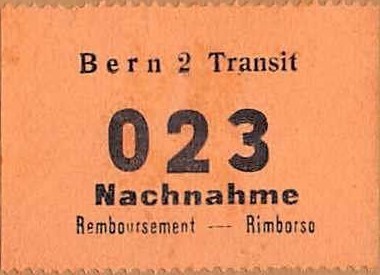 Bern 2 Transit
023
Nachnahme
Remboursement --- Rimborso